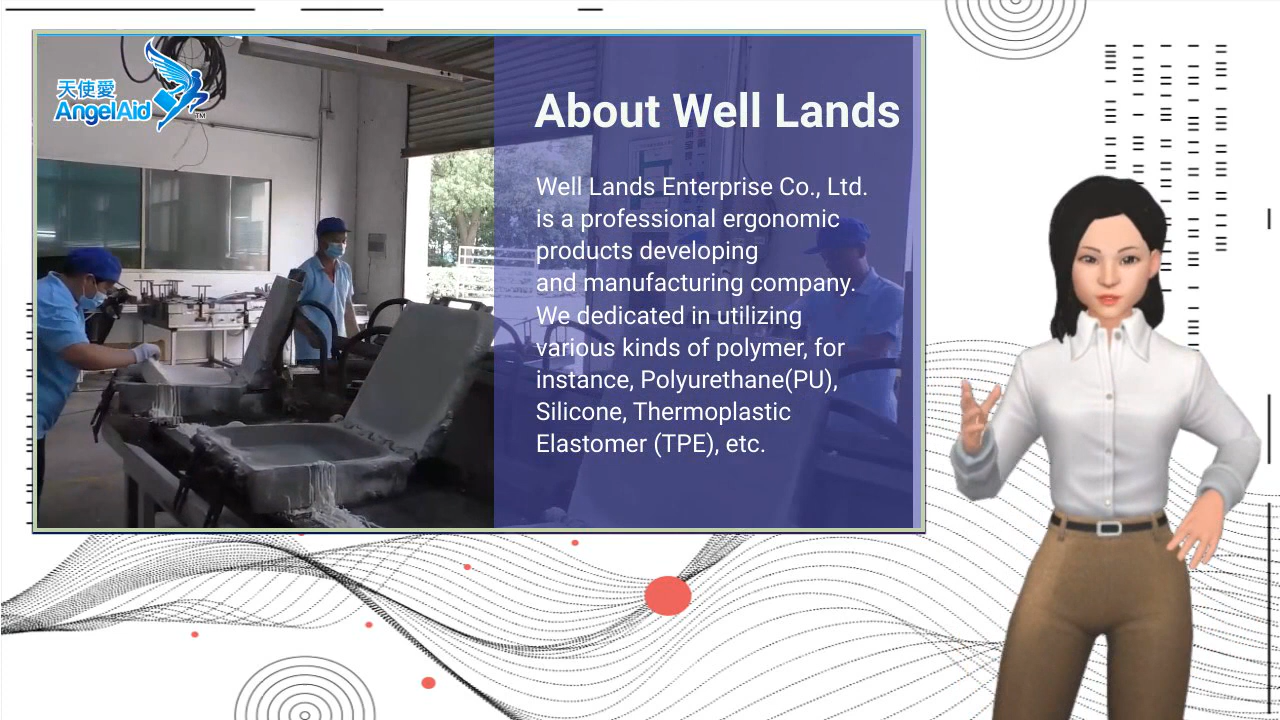 天使愛
AngelAid
TM
About Well Lands
Well Lands Enterprise Co., Ltd.
is a professional ergonomic
products developing
and manufacturing company.
We dedicated in utilizing
various kinds of polymer, for
instance, Polyurethane(PU),
Silicone, Thermoplastic
Elastomer (TPE), etc.